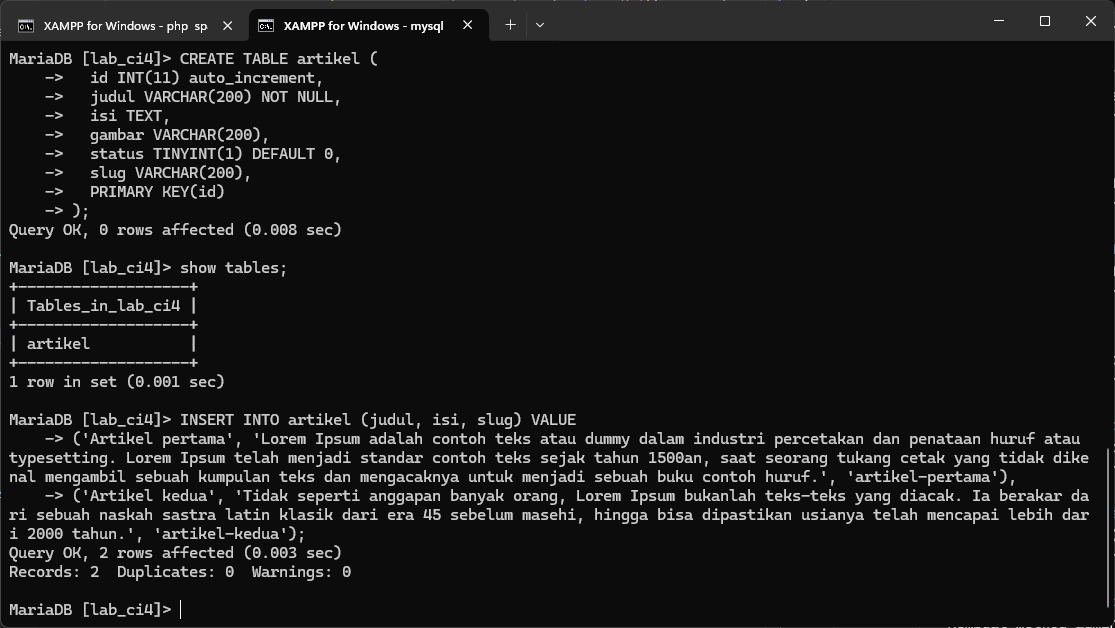 XAMPP for Windows - php sp
XAMPP for Windows - mysql
MariaDB [lab_ci4]> CREATE TABLE artikel (
    ->   id INT(11) auto_increment,
    ->   judul VARCHAR(200) NOT NULL,
    ->   isi TEXT,
    ->   gambar VARCHAR(200),
    ->   status TINYINT(1) DEFAULT 0,
    ->   slug VARCHAR(200),
    ->   PRIMARY KEY(id)
    -> );
Query OK, 0 rows affected (0.008 sec)
MariaDB [lab_ci4]> show tables;
+-------------------+
| Tables_in_lab_ci4 |
+-------------------+
| artikel           |
+-------------------+
1 row in set (0.001 sec)
MariaDB [lab_ci4]> INSERT INTO artikel (judul, isi, slug) VALUE
    -> ('Artikel pertama', 'Lorem Ipsum adalah contoh teks atau dummy dalam industri percetakan dan penataan huruf atau
typesetting. Lorem Ipsum telah menjadi standar contoh teks sejak tahun 1500an, saat seorang tukang cetak yang tidak dike
nal mengambil sebuah kumpulan teks dan mengacaknya untuk menjadi sebuah buku contoh huruf.', 'artikel-pertama'),
    -> ('Artikel kedua', 'Tidak seperti anggapan banyak orang, Lorem Ipsum bukanlah teks-teks yang diacak. Ia berakar da
ri sebuah naskah sastra latin klasik dari era 45 sebelum masehi, hingga bisa dipastikan usianya telah mencapai lebih dar
i 2000 tahun.', 'artikel-kedua');
Query OK, 2 rows affected (0.003 sec)
Records: 2  Duplicates: 0  Warnings: 0
MariaDB [lab_ci4]>